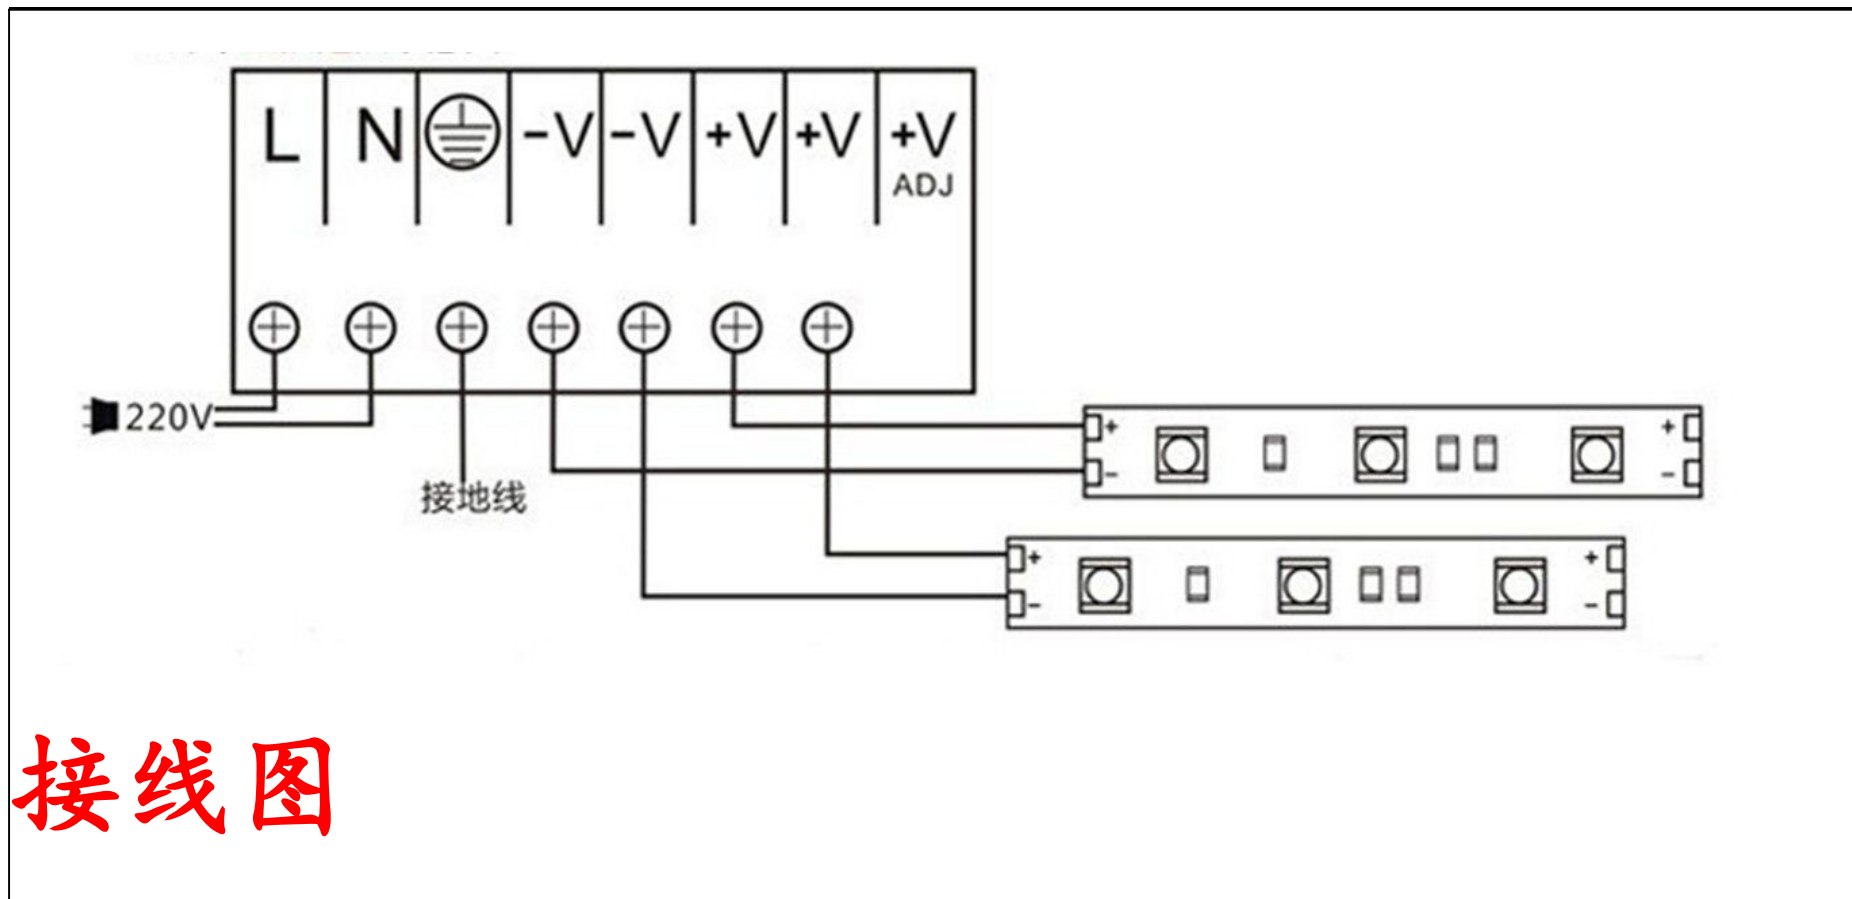 L N -V -V +V +V +V
ADJ
220V
+ +
- -
接地线
+ +
- -
接线图